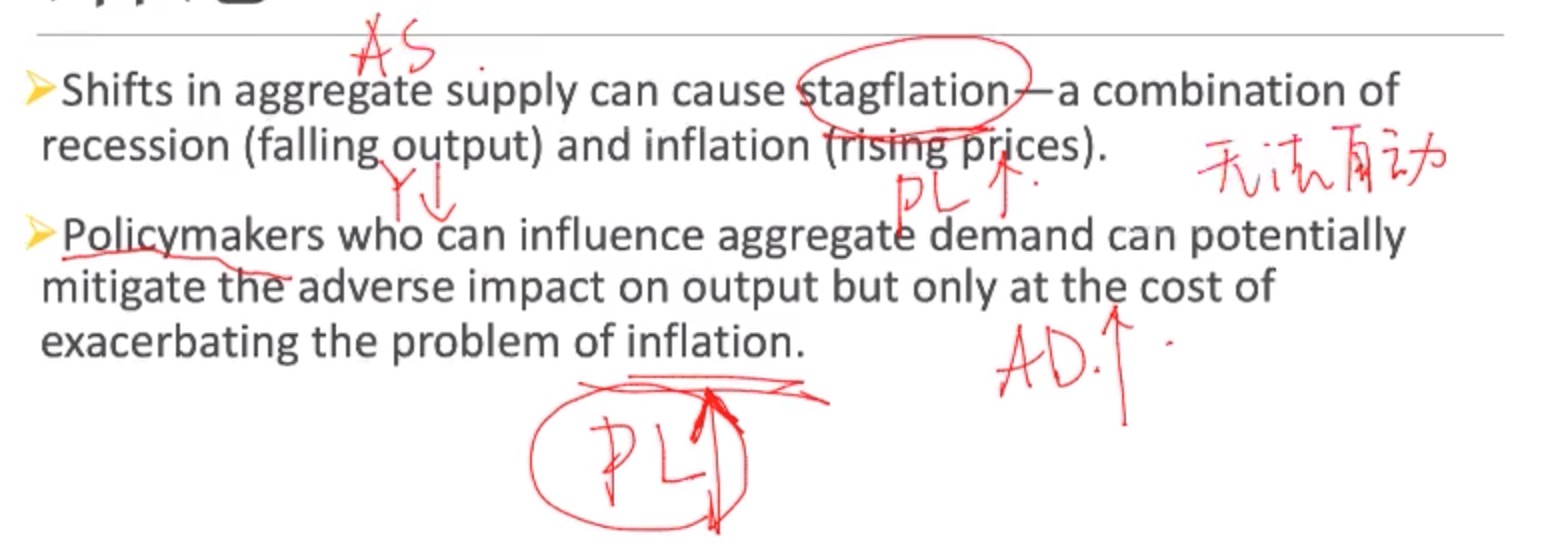 AS
➢Shifts in aggregate supply can cause stagflation—a combination of
recession (falling output) and inflation (rising prices).
无法自动
Y↓
PL↑
➢Policymakers who can influence aggregate demand can potentially
mitigate the adverse impact on output but only at the cost of
exacerbating the problem of inflation.
AD↑
PL↑